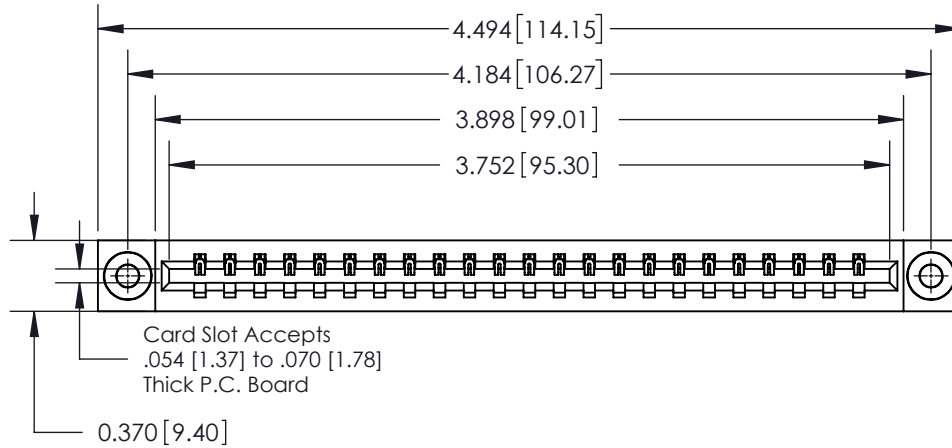 4.494 [114.15]
4.184 [106.27]
3.898 [99.01]
3.752 [95.30]
Card Slot Accepts
.054 [1.37] to .070 [1.78]
Thick P.C. Board
0.370 [9.40]